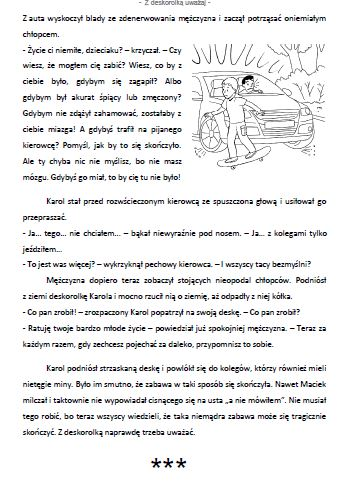 - Z deskorolką uważaj -
Z auta wyskoczył blady ze zdenerwowania mężczyzna i zaczął potrząsać oniemiałym
chłopcem.
- Życie ci niemiłe, dzieciaku? – krzyczał. – Czy
wiesz, że mogłem cię zabić? Wiesz, co by z
ciebie było, gdybym się zagapił? Albo
gdybym był akurat śpiący lub zmęczony?
Gdybym nie zdążył zahamować, zostałaby z
ciebie miazga! A gdybyś trafił na pijanego
kierowcę? Pomyśl, jak by to się skończyło.
Ale ty chyba nic nie myślisz, bo nie masz
mózgu. Gdybyś go miał, to by cię tu nie było!
Karol stał przed rozwścieczonym kierowcą ze spuszczona głową i usiłował go
przepraszać.
- Ja... tego... nie chciałem... – bąkał niewyraźnie pod nosem. – Ja... z kolegami tylko
jeździłem...
- To jest was więcej? – wykrzyknął pechowy kierowca. – I wszyscy tacy bezmyślni?
Mężczyzna dopiero teraz zobaczył stojących nieopodal chłopców. Podniósł
z ziemi deskorolkę Karola i mocno rzucił nią o ziemię, aż odpadły z niej kółka.
- Co pan zrobił! – zrozpaczony Karol popatrzył na swoją deskę. – Co pan zrobił?
- Ratuję twoje bardzo młode życie – powiedział już spokojniej mężczyzna. – Teraz za
każdym razem, gdy zechcesz pojechać za daleko, przypomnisz to sobie.
Karol podniósł strzaskaną deskę i powlókł się do kolegów, którzy również mieli
nietęgie miny. Było im smutno, że zabawa w taki sposób się skończyła. Nawet Maciek
milczał i taktownie nie wypowiadał cisnącego się na usta „a nie mówiłem”. Nie musiał
tego robić, bo teraz wszyscy wiedzieli, że taka niemądra zabawa może się tragicznie
skończyć. Z deskorolką naprawdę trzeba uważać.
***